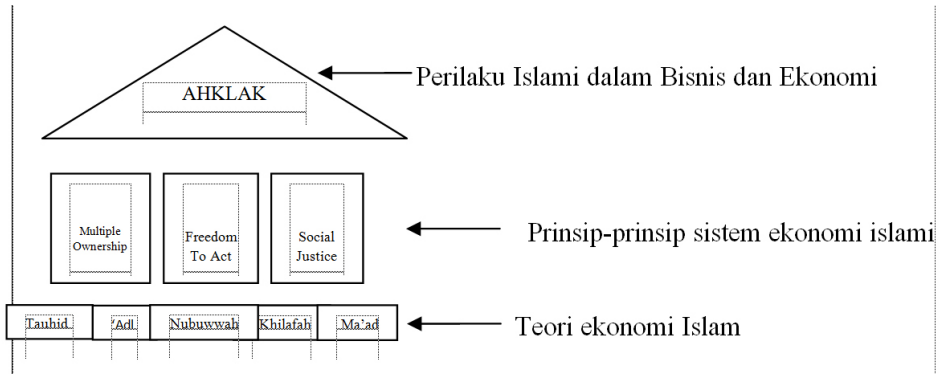 Perilaku Islami dalam Bisnis dan Ekonomi
AHKLAK
Multiple
Ownership
Freedom
To Act
Social
Justice
Prinsip-prinsip sistem ekonomi islami
Tauhid
'Adl
Nubuwwah
Khilafah
Ma'ad
Teori ekonomi Islam